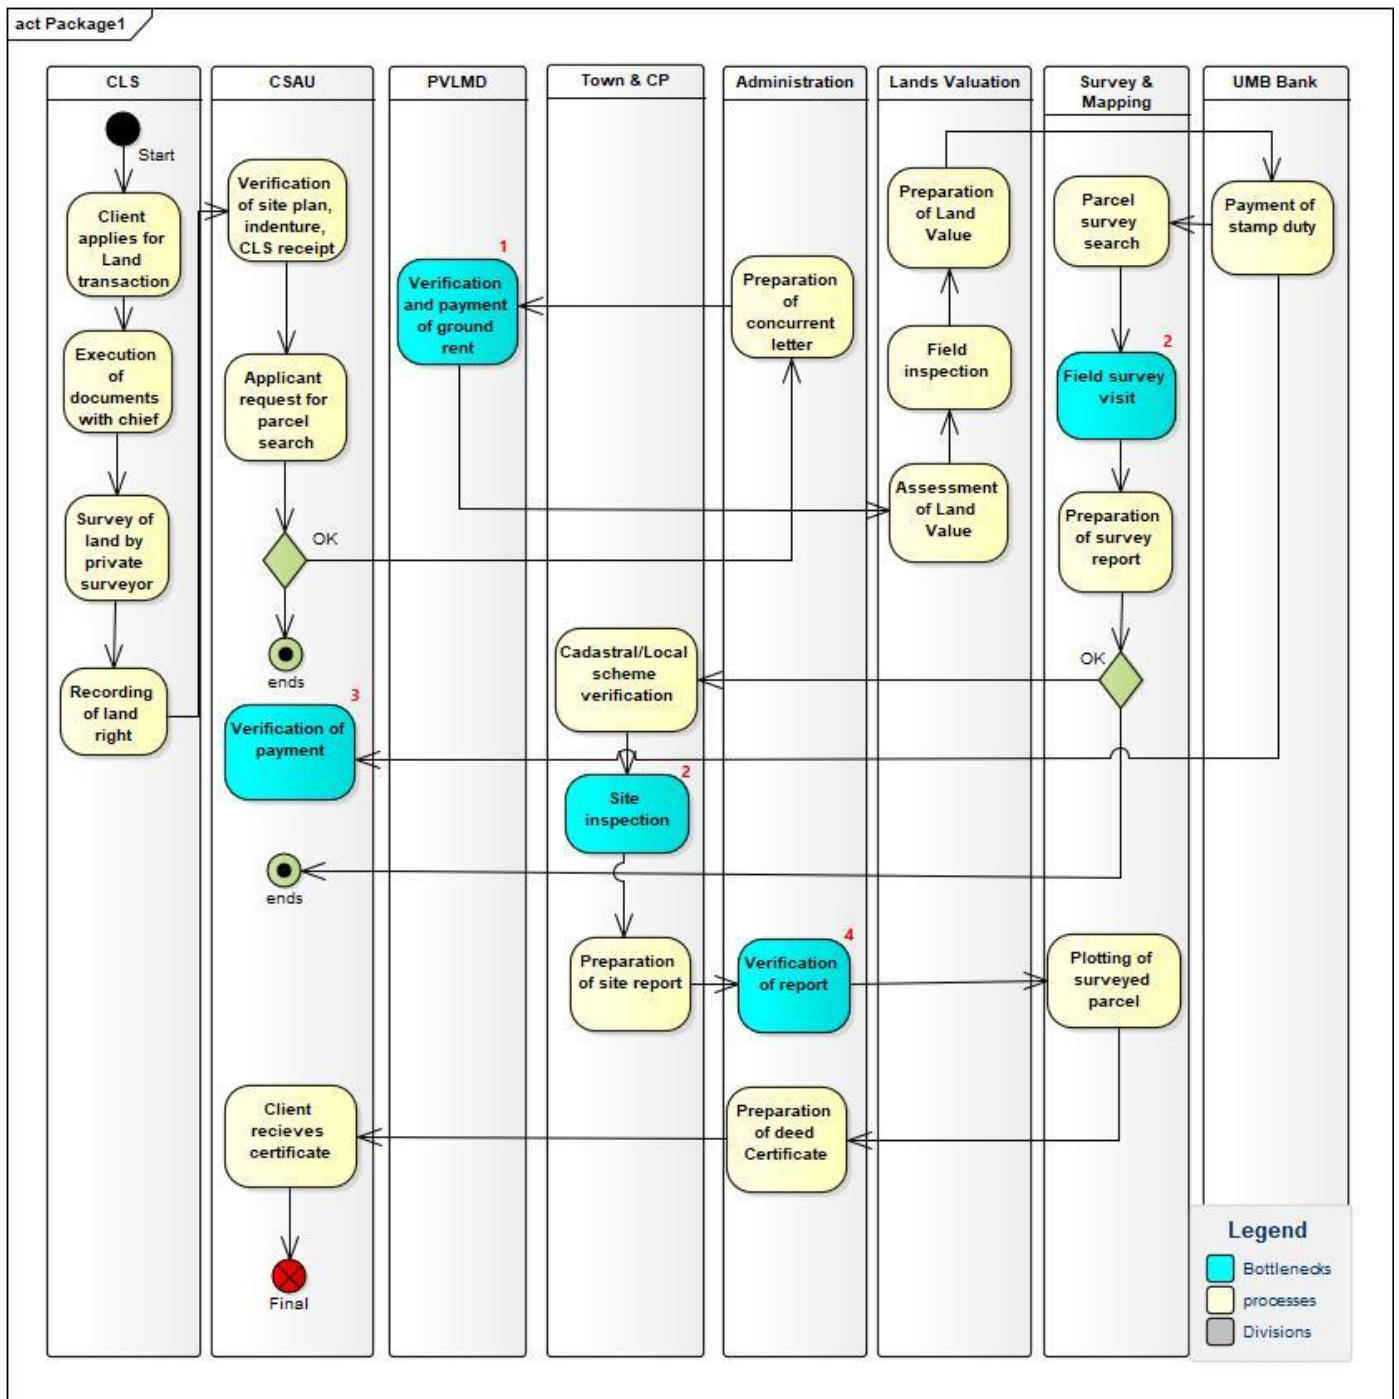 act Package1
CLS
CSAU
PVLMD
Town & CP
Administration
Lands Valuation
Survey &
Mapping
UMB Bank
Start
Client
applies for
Land
transaction
Execution
of
documents
with chief
Survey of
land by
private
surveyor
Recording
of land
right
Verification
of site plan,
indenture,
CLS receipt
Applicant
request for
parcel
search
OK
ends
3
Verification of
payment
ends
Client
recieves
certificate
Final
1
Verification
and payment
of ground
rent
Cadastral/Local
scheme
verification
2
Site
inspection
Preparation
of site report
Preparation
of
concurrent
letter
4
Verification
of report
Preparation
of deed
Certificate
Preparation
of Land
Value
Field
inspection
Assessment
of Land
Value
Parcel
survey
search
2
Field survey
visit
Preparation
of survey
report
OK
Plotting of
surveyed
parcel
Payment of
stamp duty
Legend
Bottlenecks
processes
Divisions